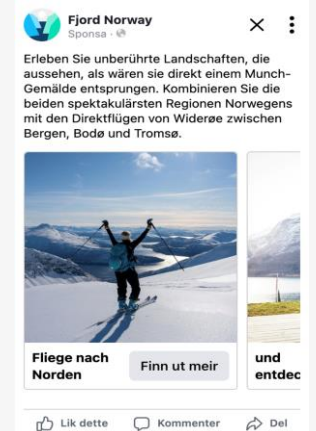 Fjord Norway
Sponsa ·
Erleben Sie unberührte Landschaften, die
aussehen, als wären sie direkt einem Munch-
Gemälde entsprungen. Kombinieren Sie die
beiden spektakulärsten Regionen Norwegens
mit den Direktflügen von Widerøe zwischen
Bergen, Bodø und Tromsø.
Fliege nach
Norden
Finn ut meir
und
entdec
Lik dette
Kommenter
Del